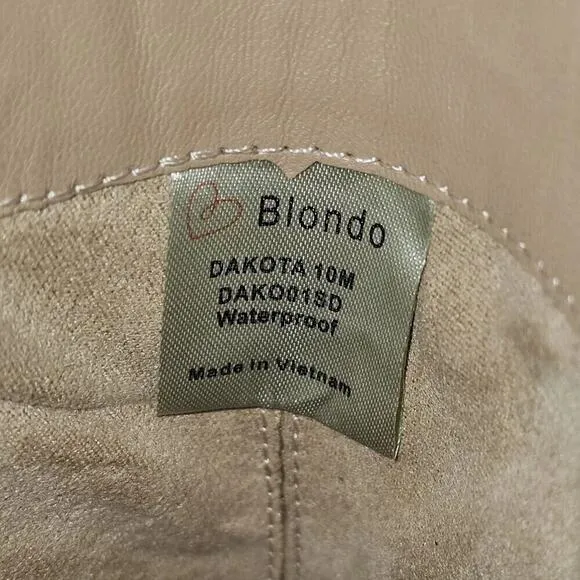 Blondo
DAKOTA 10M
DAKO01SD
Waterproof
Made in Vietnam